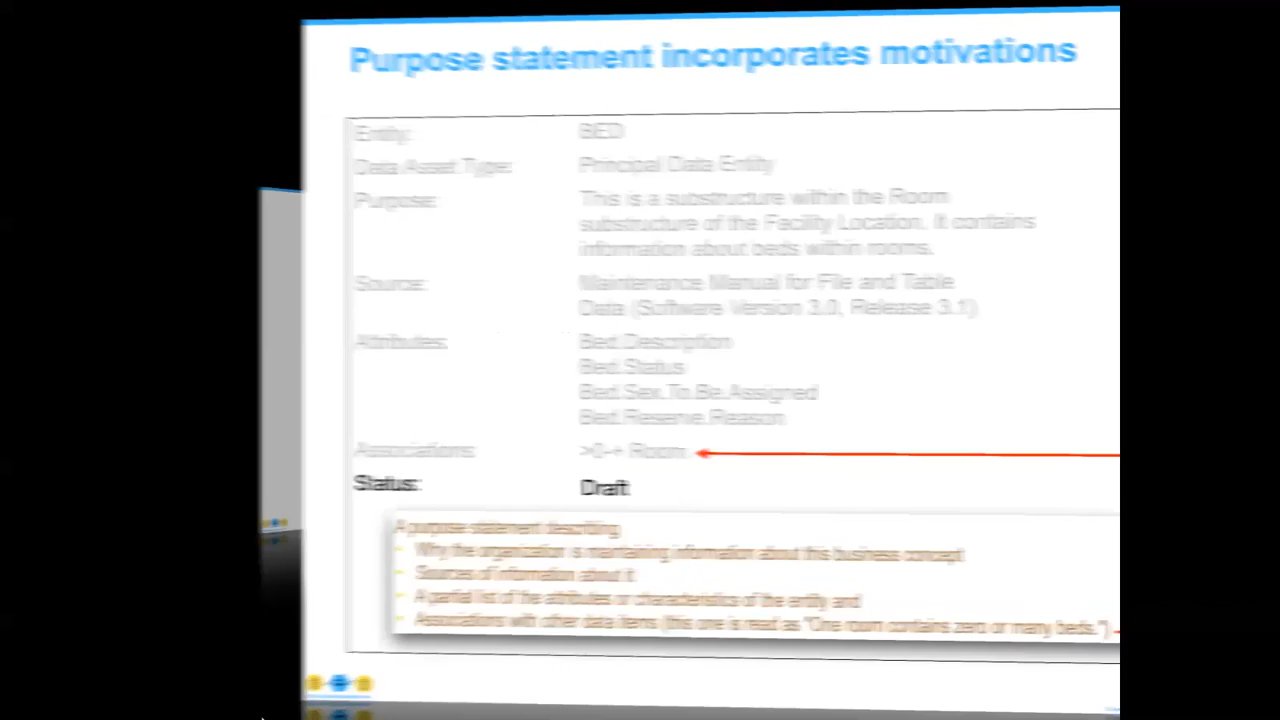 Purpose statement incorporates motivations
Entity: BED
Data Asset Type: Principal Data Entity
Purpose: This is a substructure within the Room
substructure of the Facility Location. It contains
information about beds within rooms.
Source: Maintenance Manual for File and Table
Data (Software Version 3.0, Release 3.1)
Attributes: Bed.Description
Bed.Status
Bed.Sex.To.Be.Assigned
Bed.Reserve.Reason
Associations: >0-+ Room
Status: Draft
A purpose statement describing
Why the organization is maintaining information about this business concept
Sources of information about it
A partial list of the attributes or characteristics of the entity and
Associations with other data items (this one is read as "One room contains zero or many beds.")